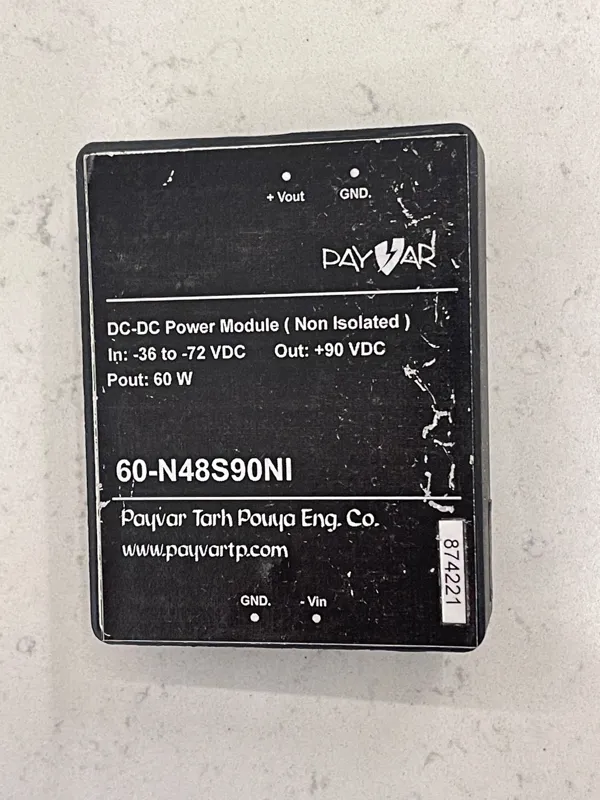 + Vout GND.
PAYVAR
DC-DC Power Module ( Non Isolated )
In: -36 to -72 VDC Out: +90 VDC
Pout: 60 W
60-N48S90NI
Payvar Tarh Pouya Eng. Co.
www.payvartp.com
874221
GND. - Vin